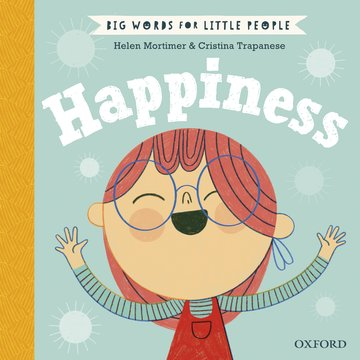 BIG WORDS FOR LITTLE PEOPLE
Helen Mortimer & Cristina Trapanese
Happiness
OXFORD